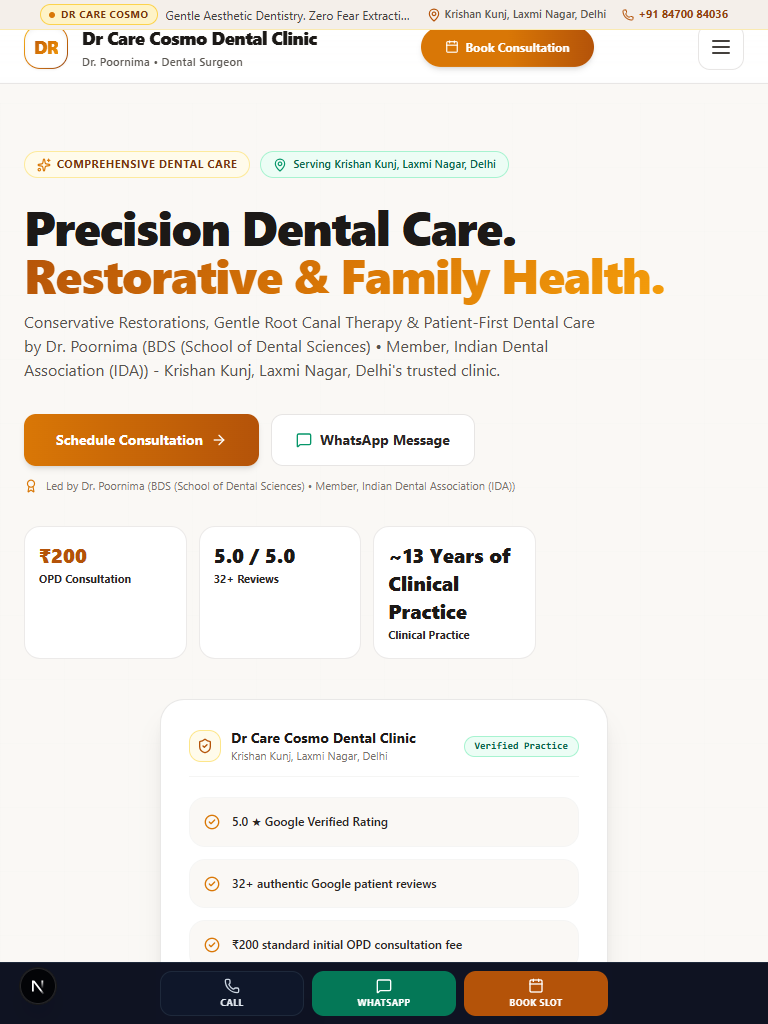 DR CARE COSMO
Gentle Aesthetic Dentistry. Zero Fear Extracti...
Krishan Kunj, Laxmi Nagar, Delhi
+91 84700 84036
DR
Dr Care Cosmo Dental Clinic
Dr. Poornima • Dental Surgeon
Book Consultation
COMPREHENSIVE DENTAL CARE
Serving Krishan Kunj, Laxmi Nagar, Delhi
Precision Dental Care.
Restorative & Family Health.
Conservative Restorations, Gentle Root Canal Therapy & Patient-First Dental Care
by Dr. Poornima (BDS (School of Dental Sciences) • Member, Indian Dental
Association (IDA)) - Krishan Kunj, Laxmi Nagar, Delhi's trusted clinic.
Schedule Consultation
WhatsApp Message
Led by Dr. Poornima (BDS (School of Dental Sciences) • Member, Indian Dental Association (IDA))
₹200
OPD Consultation
5.0 / 5.0
32+ Reviews
~13 Years of
Clinical
Practice
Clinical Practice
Dr Care Cosmo Dental Clinic
Krishan Kunj, Laxmi Nagar, Delhi
Verified Practice
5.0 ★ Google Verified Rating
32+ authentic Google patient reviews
₹200 standard initial OPD consultation fee
N
CALL
WHATSAPP
BOOK SLOT